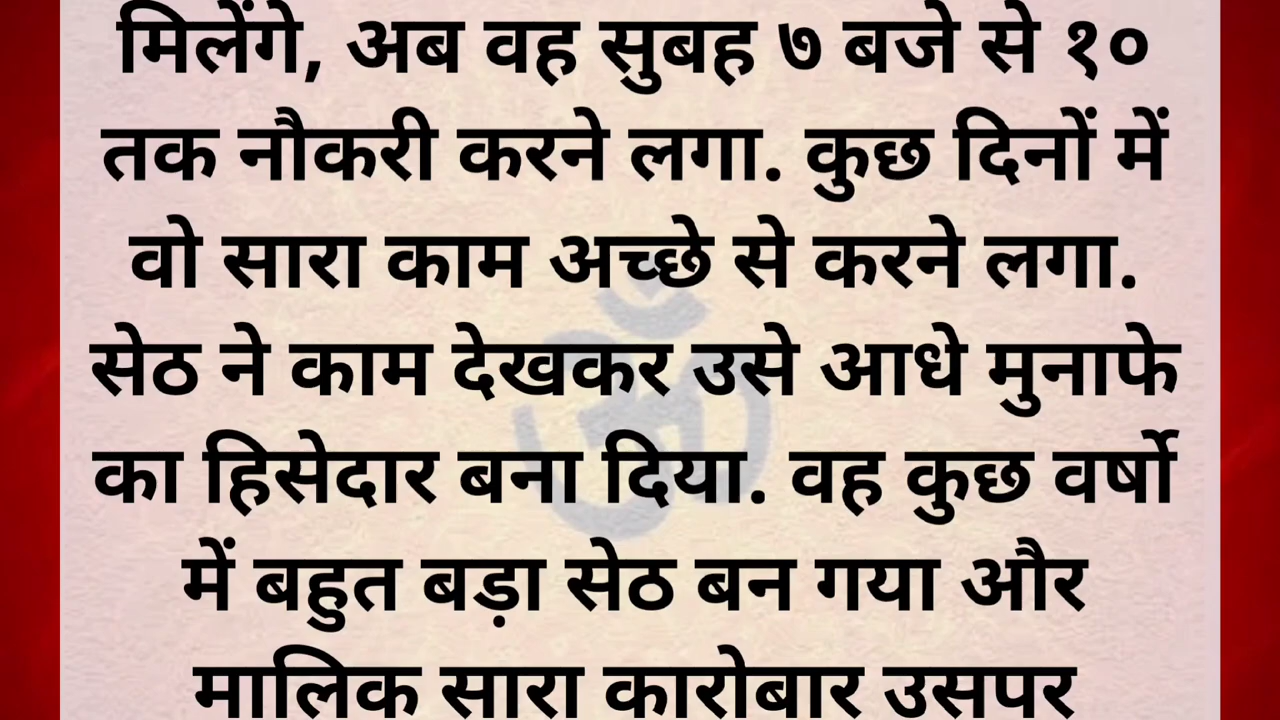 मिलेंगे, अब वह सुबह ७ बजे से १०
तक नौकरी करने लगा. कुछ दिनों में
वो सारा काम अच्छे से करने लगा.
सेठ ने काम देखकर उसे आधे मुनाफे
का हिसेदार बना दिया. वह कुछ वर्षो
में बहुत बड़ा सेठ बन गया और
मालिक सारा कारोबार उसपर
ॐ